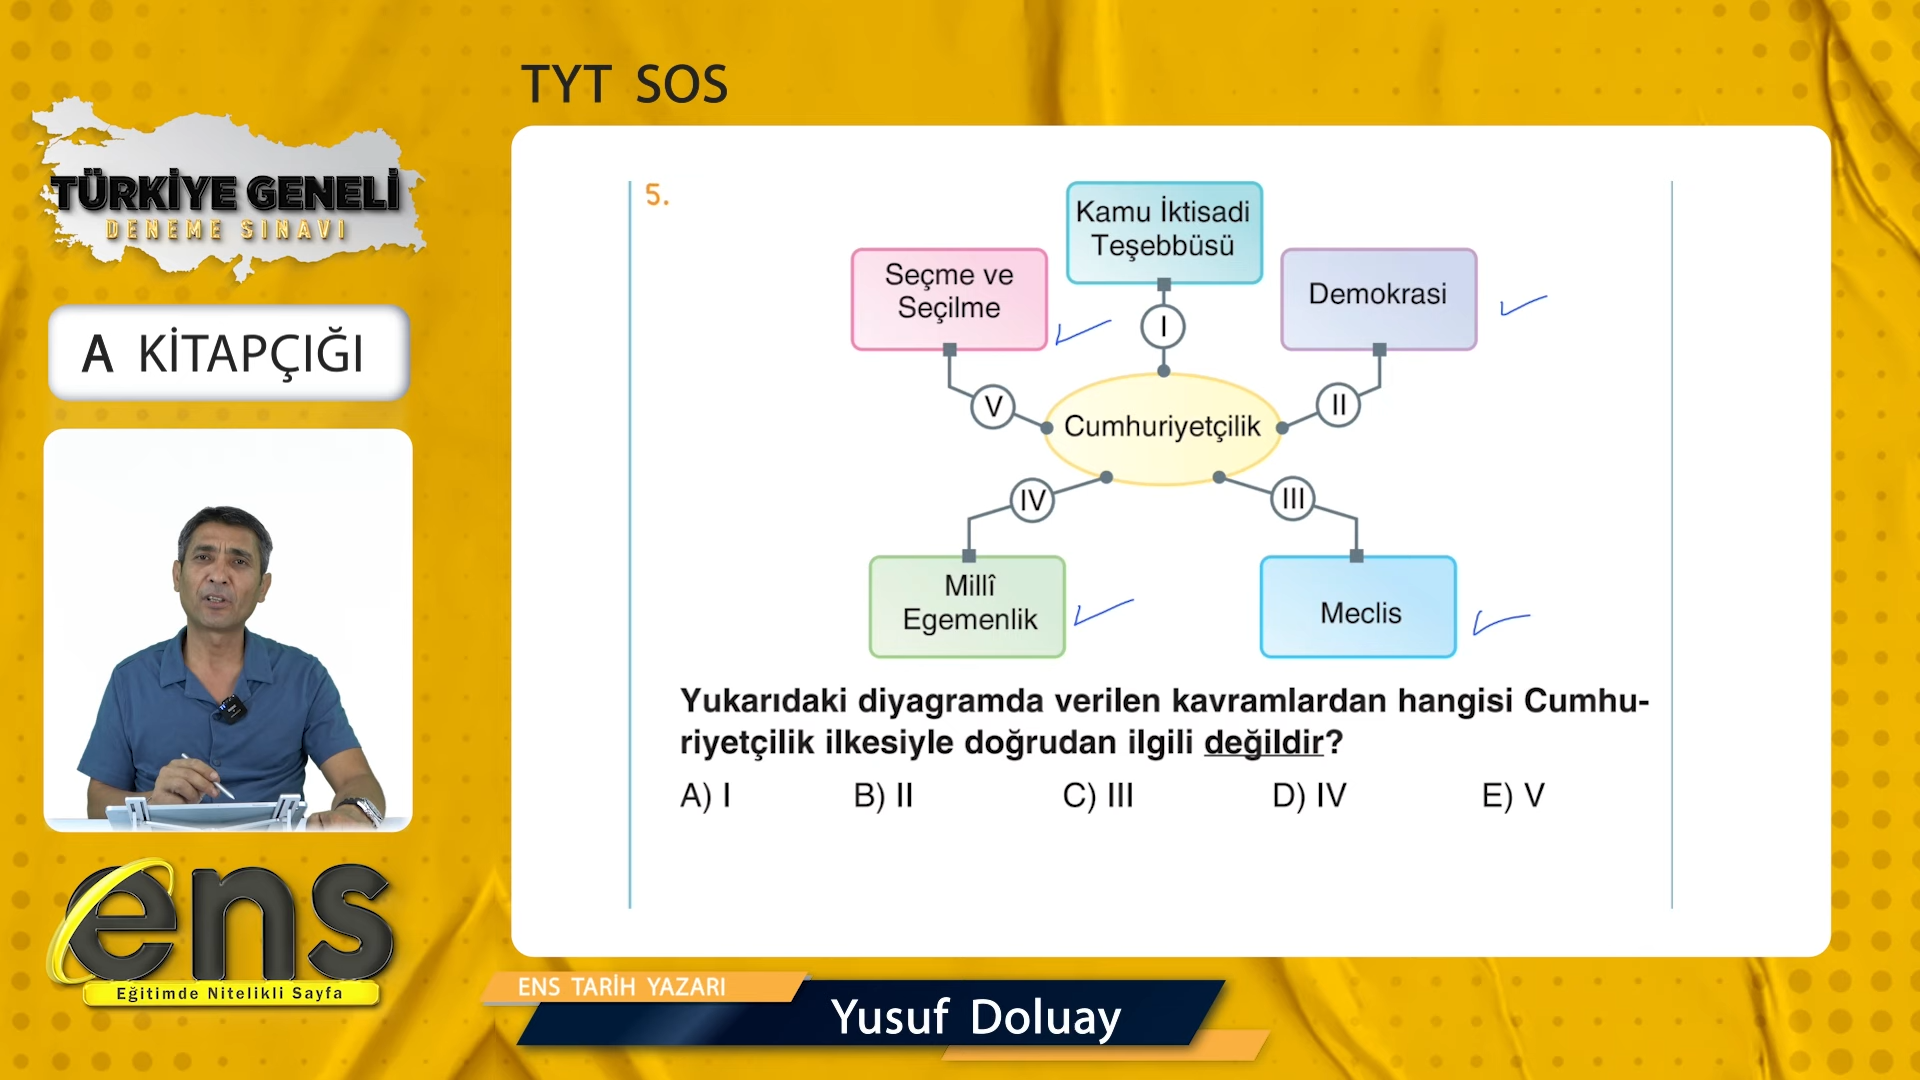 TYT SOS
TÜRKİYE GENELİ
DENEME SINAVI
A KİTAPÇIĞI
5.
Kamu İktisadi
Teşebbüsü
Seçme ve
Seçilme
Demokrasi
I
V
II
Cumhuriyetçilik
IV
III
Millî
Egemenlik
Meclis
Yukarıdaki diyagramda verilen kavramlardan hangisi Cumhu-
riyetçilik ilkesiyle doğrudan ilgili değildir?
A) I B) II C) III D) IV E) V
ens
Eğitimde Nitelikli Sayfa
ENS TARİH YAZARI
Yusuf Doluay